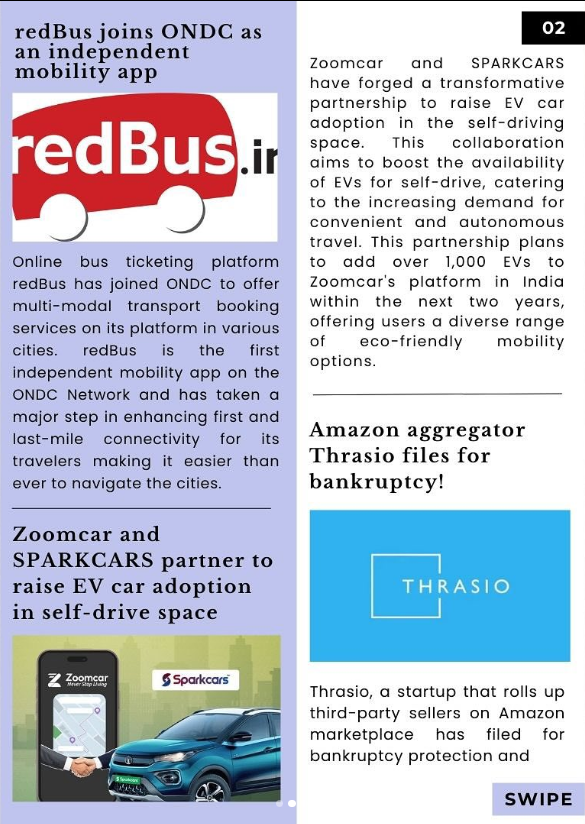 redBus joins ONDC as
an independent
mobility app
redBus.in
Online bus ticketing platform
redBus has joined ONDC to offer
multi-modal transport booking
services on its platform in various
cities. redBus is the first
independent mobility app on the
ONDC Network and has taken a
major step in enhancing first and
last-mile connectivity for its
travelers making it easier than
ever to navigate the cities.
Zoomcar and
SPARKCARS partner to
raise EV car adoption
in self-drive space
Zoomcar
Never Stop Living
Sparkcars
02
Zoomcar and SPARKCARS
have forged a transformative
partnership to raise EV car
adoption in the self-driving
space. This collaboration
aims to boost the availability
of EVs for self-drive, catering
to the increasing demand for
convenient and autonomous
travel. This partnership plans
to add over 1,000 EVs to
Zoomcar's platform in India
within the next two years,
offering users a diverse range
of eco-friendly mobility
options.
Amazon aggregator
Thrasio files for
bankruptcy!
THRASIO
Thrasio, a startup that rolls up
third-party sellers on Amazon
marketplace has filed for
bankruptcy protection and
SWIPE